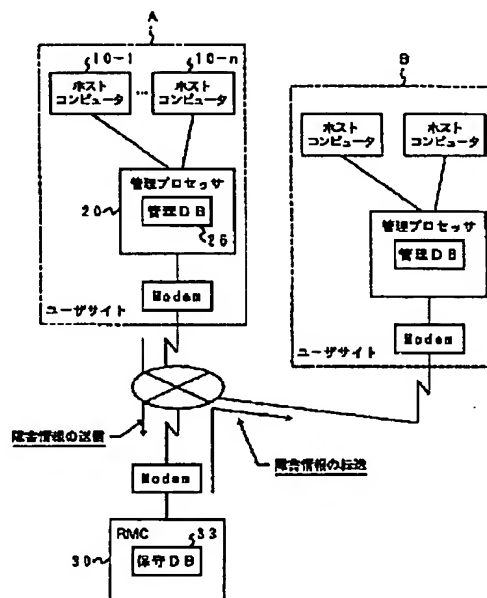 A
10-1
10-n
ホスト
コンピュータ
...
ホスト
コンピュータ
管理プロセッサ
20
管理DB
26
Modem
ユーザサイト
B
ホスト
コンピュータ
ホスト
コンピュータ
管理プロセッサ
管理DB
Modem
ユーザサイト
障害情報の送置
障害情報の転送
Modem
RMC
33
30
保守DB